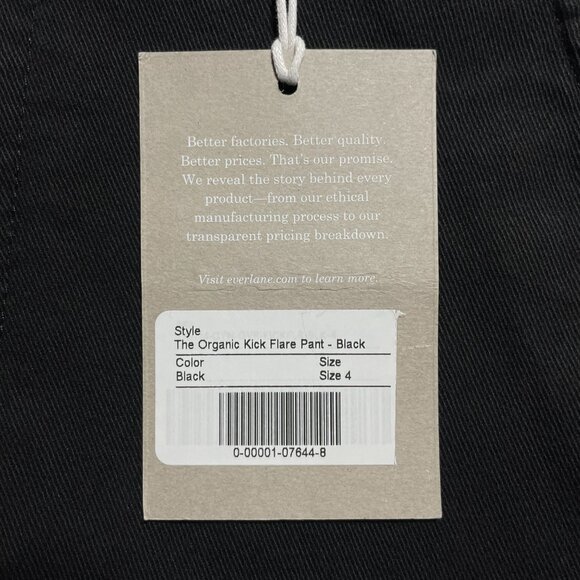 Better factories. Better quality.
Better prices. That's our promise.
We reveal the story behind every
product—from our ethical
manufacturing process to our
transparent pricing breakdown.
Visit everlane.com to learn more.
Style
The Organic Kick Flare Pant - Black
Color Size
Black Size 4
0-00001-07644-8